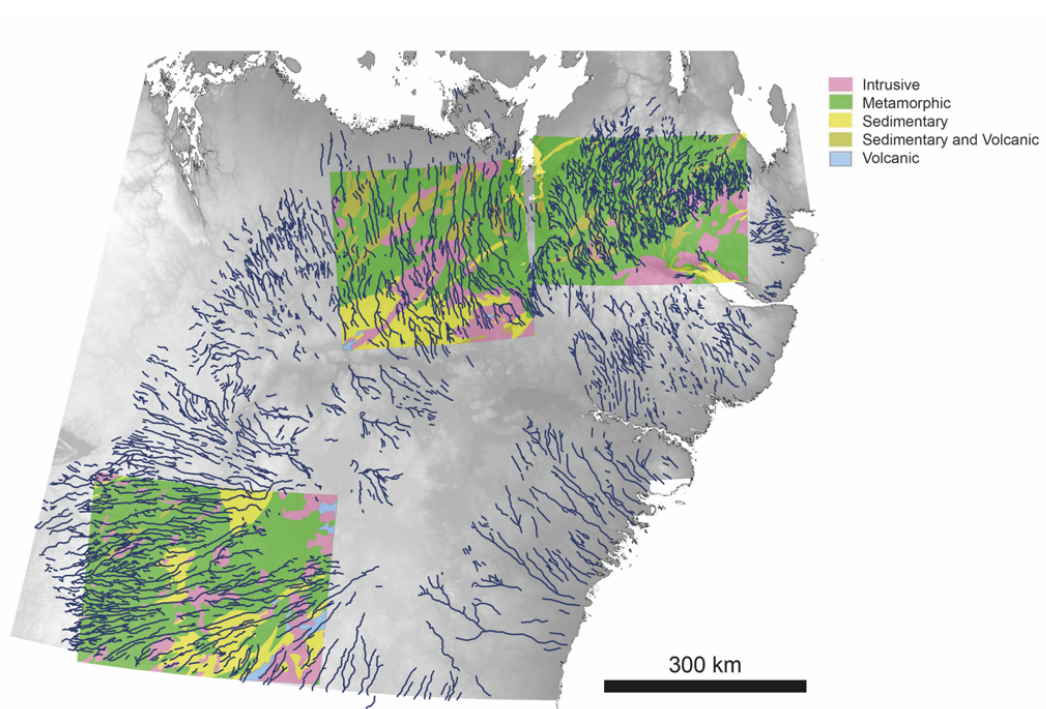 Intrusive
Metamorphic
Sedimentary
Sedimentary and Volcanic
Volcanic
300 km